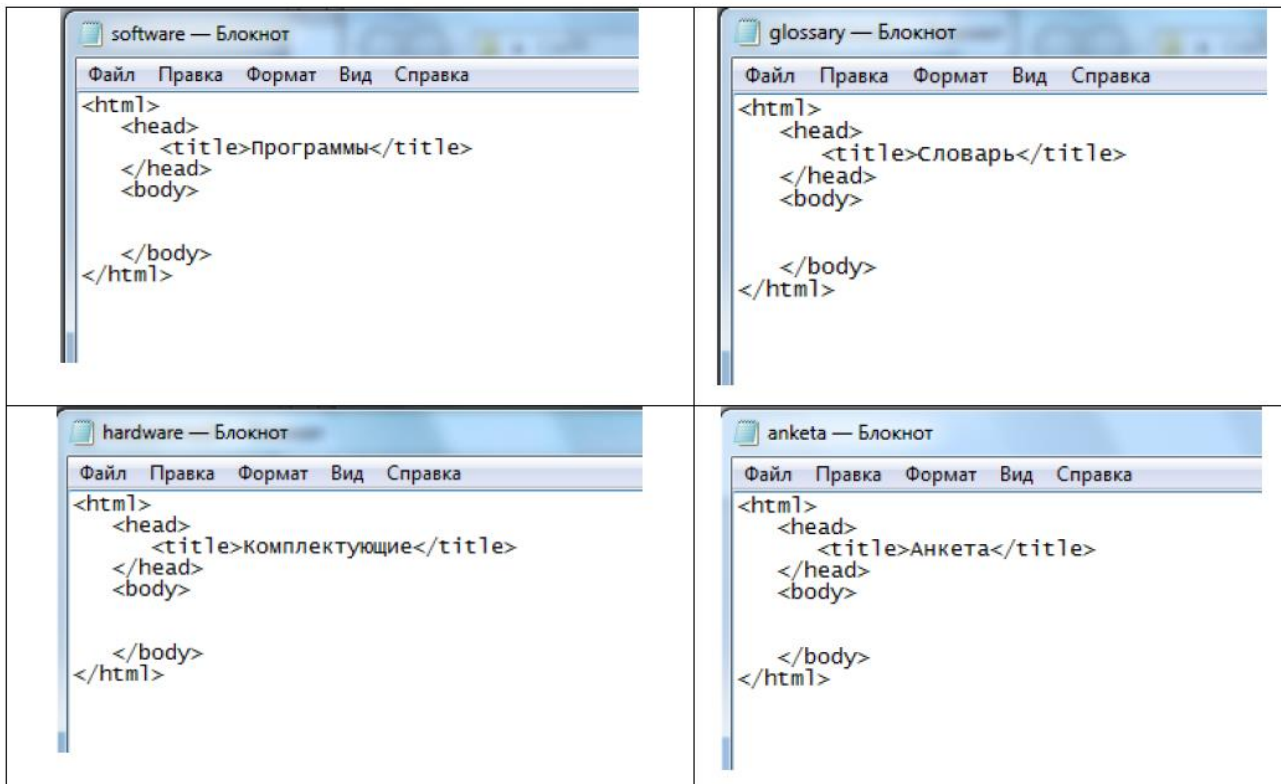 software — Блокнот
Файл Правка Формат Вид Справка
<html>
<head>
<title>Программы</title>
</head>
<body>
</body>
</html>
glossary — Блокнот
Файл Правка Формат Вид Справка
<html>
<head>
<title>Словарь</title>
</head>
<body>
</body>
</html>
hardware — Блокнот
Файл Правка Формат Вид Справка
<html>
<head>
<title>Комплектующие</title>
</head>
<body>
</body>
</html>
anketa — Блокнот
Файл Правка Формат Вид Справка
<html>
<head>
<title>Анкета</title>
</head>
<body>
</body>
</html>